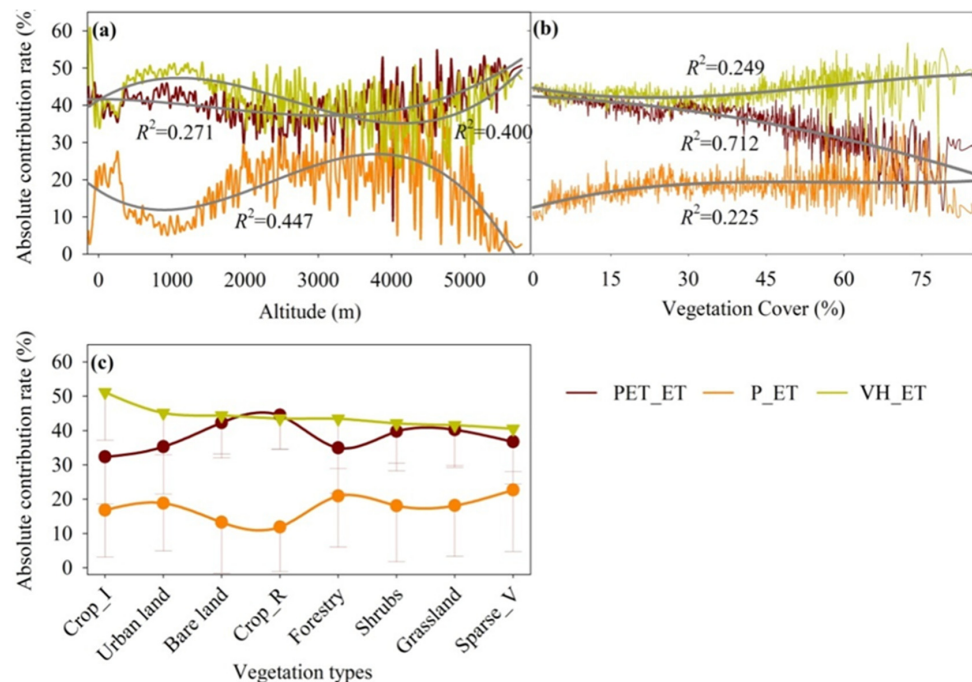 Absolute contribution rate (%)
60
50
40
30
20
10
0
(a)
R²=0.271
R²=0.400
R²=0.447
0 1000 2000 3000 4000 5000
Altitude (m)
(b)
R²=0.249
R²=0.712
R²=0.225
0 15 30 45 60 75
Vegetation Cover (%)
Absolute contribution rate (%)
60
50
40
30
20
10
0
(c)
Crop_I
Urban land
Bare land
Crop_R
Forestry
Shrubs
Grassland
Sparse_V
Vegetation types
PET_ET P_ET VH_ET